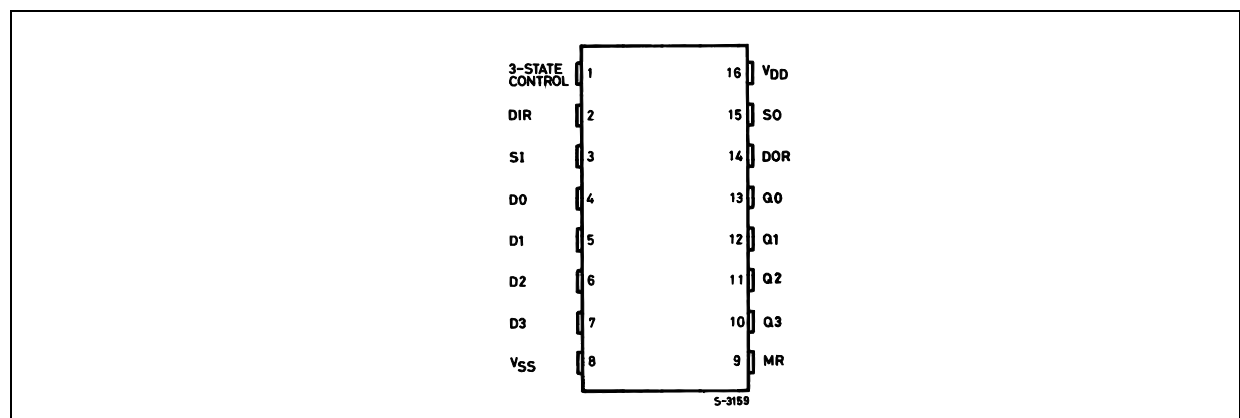 3-STATE
CONTROL 1 16 VDD
DIR 2 15 SO
SI 3 14 DOR
D0 4 13 Q0
D1 5 12 Q1
D2 6 11 Q2
D3 7 10 Q3
VSS 8 9 MR
S-3159